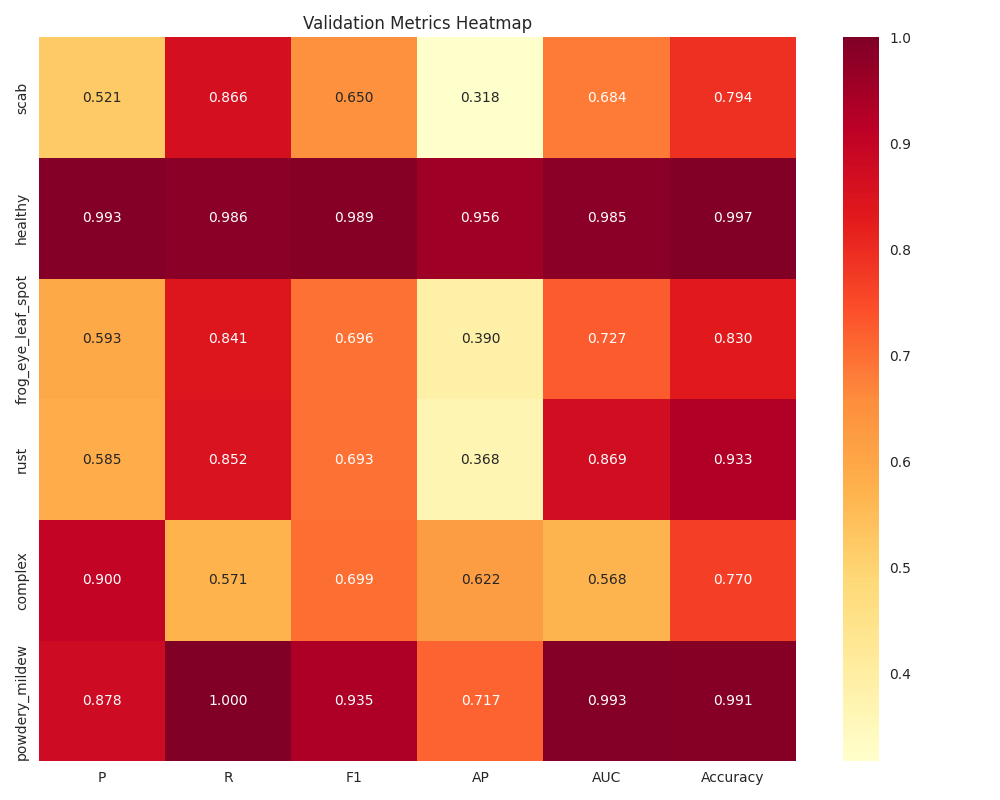 Validation Metrics Heatmap
scab 0.521 0.866 0.650 0.318 0.684 0.794
healthy 0.993 0.986 0.989 0.956 0.985 0.997
frog_eye_leaf_spot 0.593 0.841 0.696 0.390 0.727 0.830
rust 0.585 0.852 0.693 0.368 0.869 0.933
complex 0.900 0.571 0.699 0.622 0.568 0.770
powdery_mildew 0.878 1.000 0.935 0.717 0.993 0.991
P R F1 AP AUC Accuracy
1.0
0.9
0.8
0.7
0.6
0.5
0.4